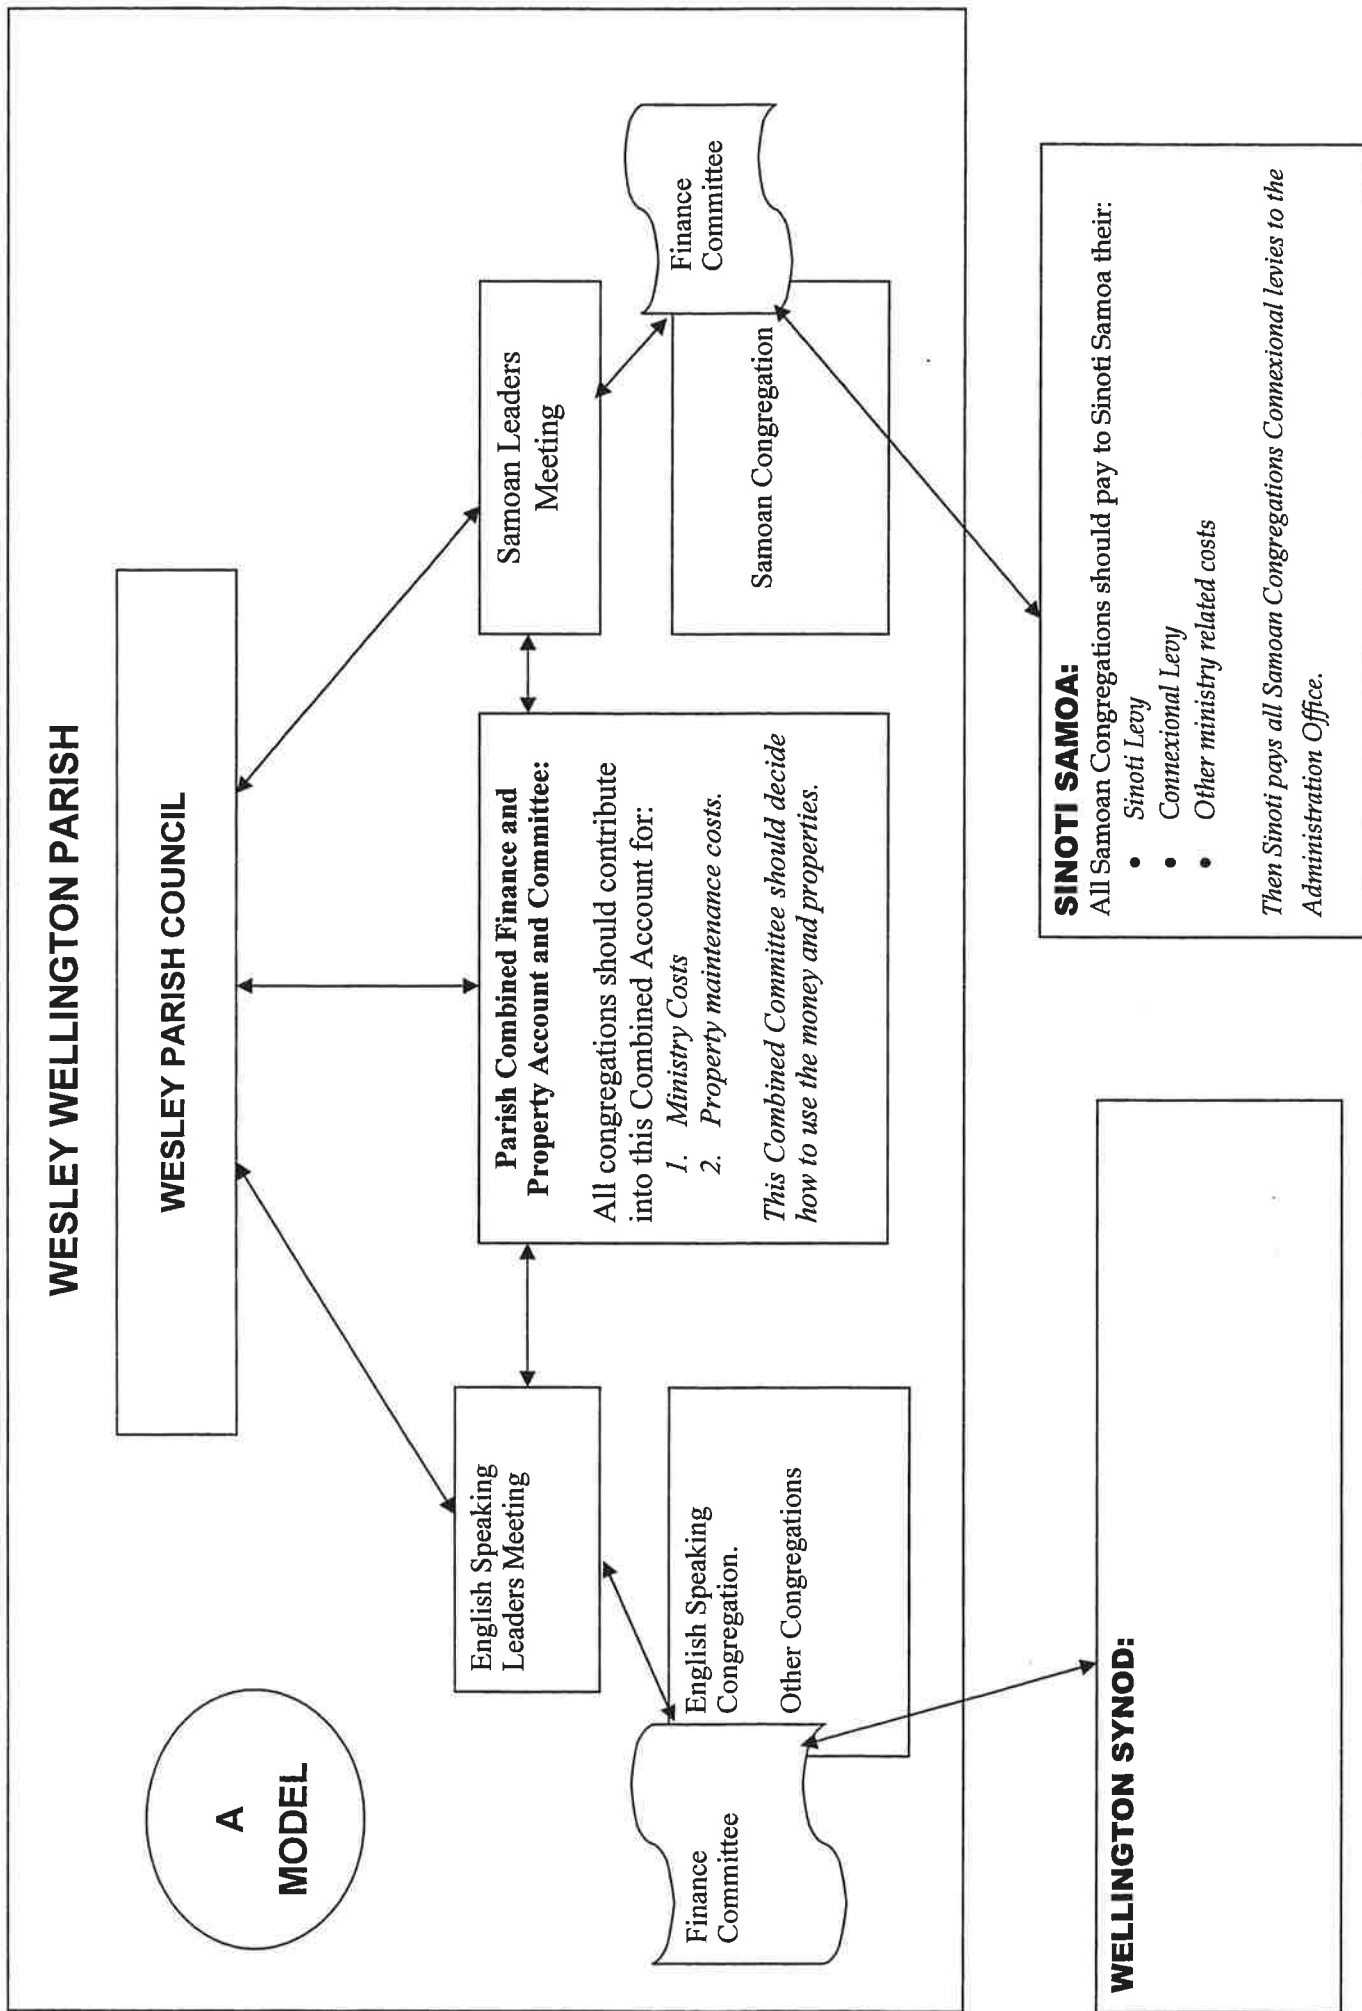 WESLEY WELLINGTON PARISH
A
MODEL
WESLEY PARISH COUNCIL
English Speaking
Leaders Meeting
Parish Combined Finance and
Property Account and Committee:
All congregations should contribute
into this Combined Account for:
1. Ministry Costs
2. Property maintenance costs.
This Combined Committee should decide
how to use the money and properties.
Samoan Leaders
Meeting
Finance
Committee
English Speaking
Congregation.
Other Congregations
Samoan Congregation
Finance
Committee
WELLINGTON SYNOD:
SINOTI SAMOA:
All Samoan Congregations should pay to Sinoti Samoa their:
• Sinoti Levy
• Connexional Levy
• Other ministry related costs
Then Sinoti pays all Samoan Congregations Connexional levies to the
Administration Office.